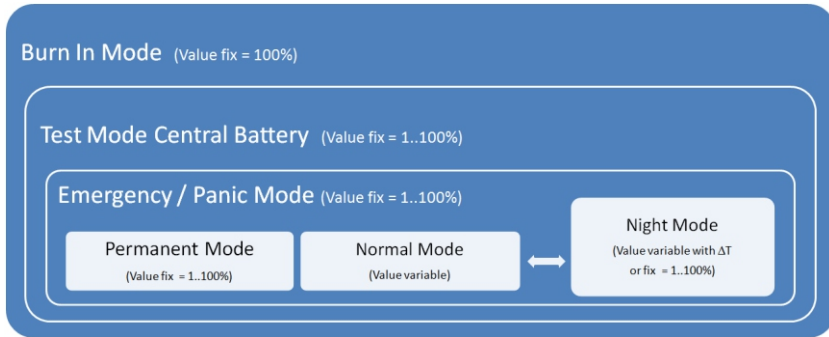 Burn In Mode (Value fix = 100%)
Test Mode Central Battery (Value fix = 1..100%)
Emergency / Panic Mode (Value fix = 1..100%)
Permanent Mode
(Value fix = 1..100%)
Normal Mode
(Value variable)
Night Mode
(Value variable with ΔT
or fix = 1..100%)